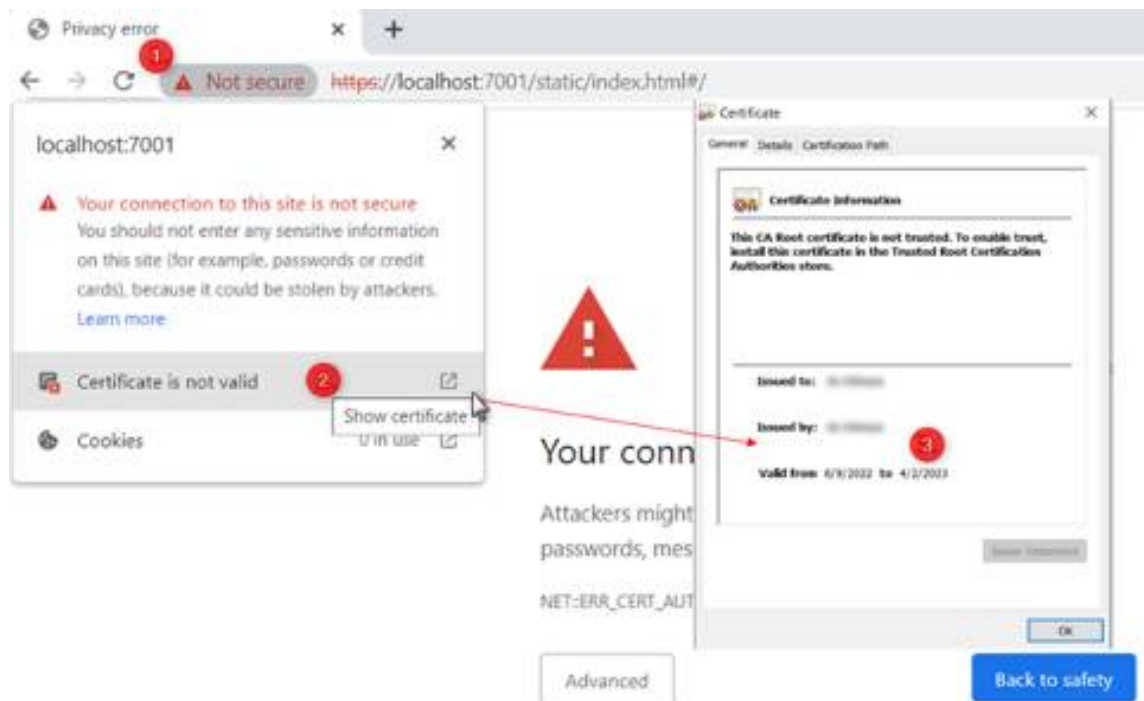 Privacy error
1
Not secure https://localhost:7001/static/index.html#/
localhost:7001
Your connection to this site is not secure
You should not enter any sensitive information
on this site (for example, passwords or credit
cards), because it could be stolen by attackers.
Learn more
Certificate is not valid
2
Show certificate
Cookies
0 in use
Your conn
Attackers might
passwords, mes
NET::ERR_CERT_AUT
Advanced
Back to safety
Certificate
General Details Certification Path
Certificate Information
This CA Root certificate is not trusted. To enable trust,
install this certificate in the Trusted Root Certification
Authorities store.
Issued to:
Issued by:
3
Valid from 6/9/2022 to 4/2/2023
OK